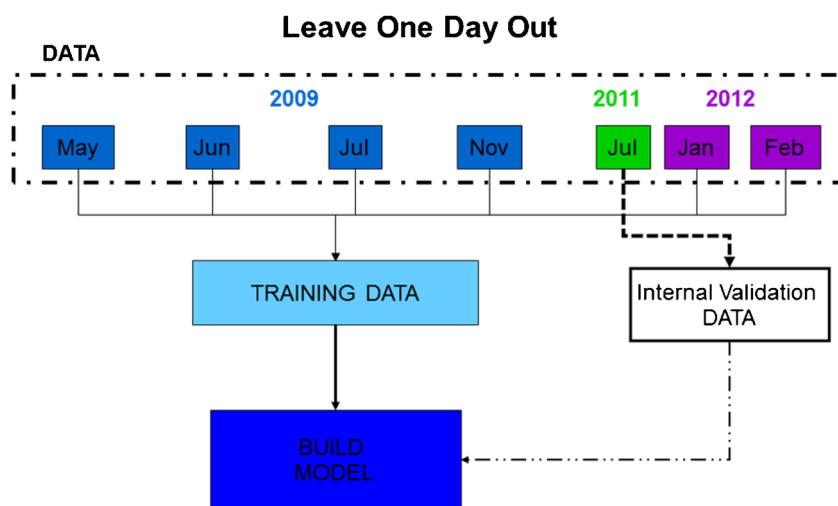 Leave One Day Out
DATA
2009 2011 2012
May Jun Jul Nov Jul Jan Feb
TRAINING DATA
Internal Validation
DATA
BUILD
MODEL